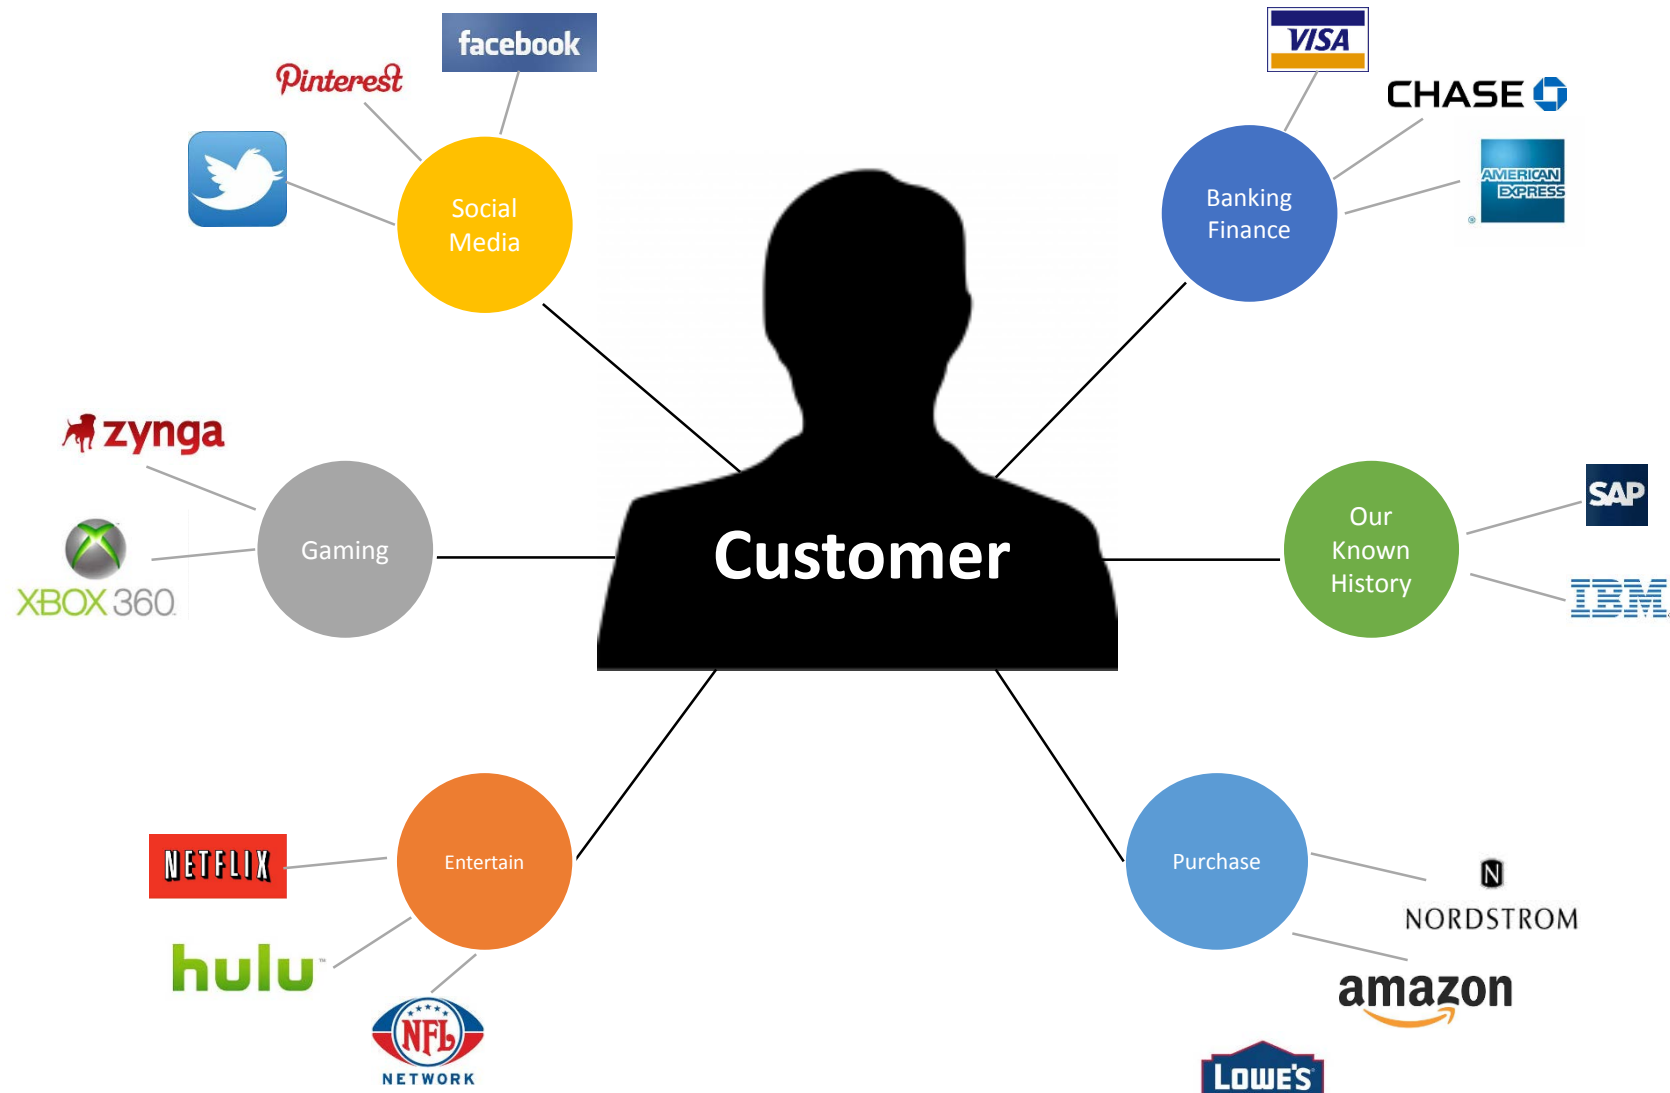 facebook
Pinterest
Social
Media
VISA
CHASE
AMERICAN
EXPRESS
®
Banking
Finance
zynga
XBOX 360
Gaming
Customer
Our
Known
History
SAP
IBM
NETFLIX
hulu™
NFL
NETWORK
Entertain
Purchase
N
NORDSTROM
amazon
LOWE'S